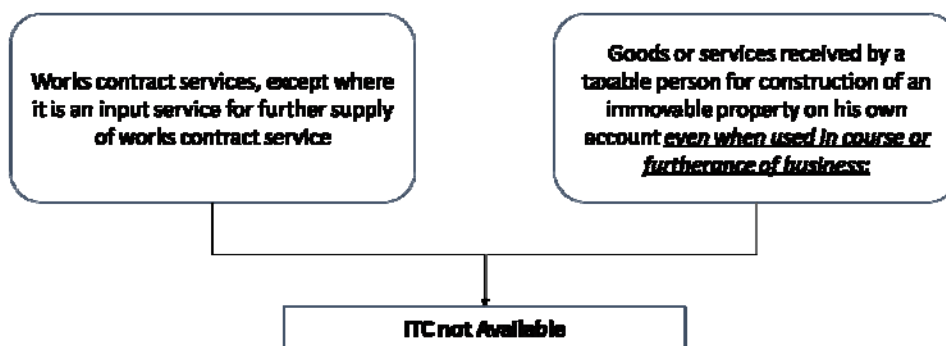 Works contract services, except where
it is an input service for further supply
of works contract service
Goods or services received by a
taxable person for construction of an
immovable property on his own
account even when used in course or
furtherance of business:
ITC not Available